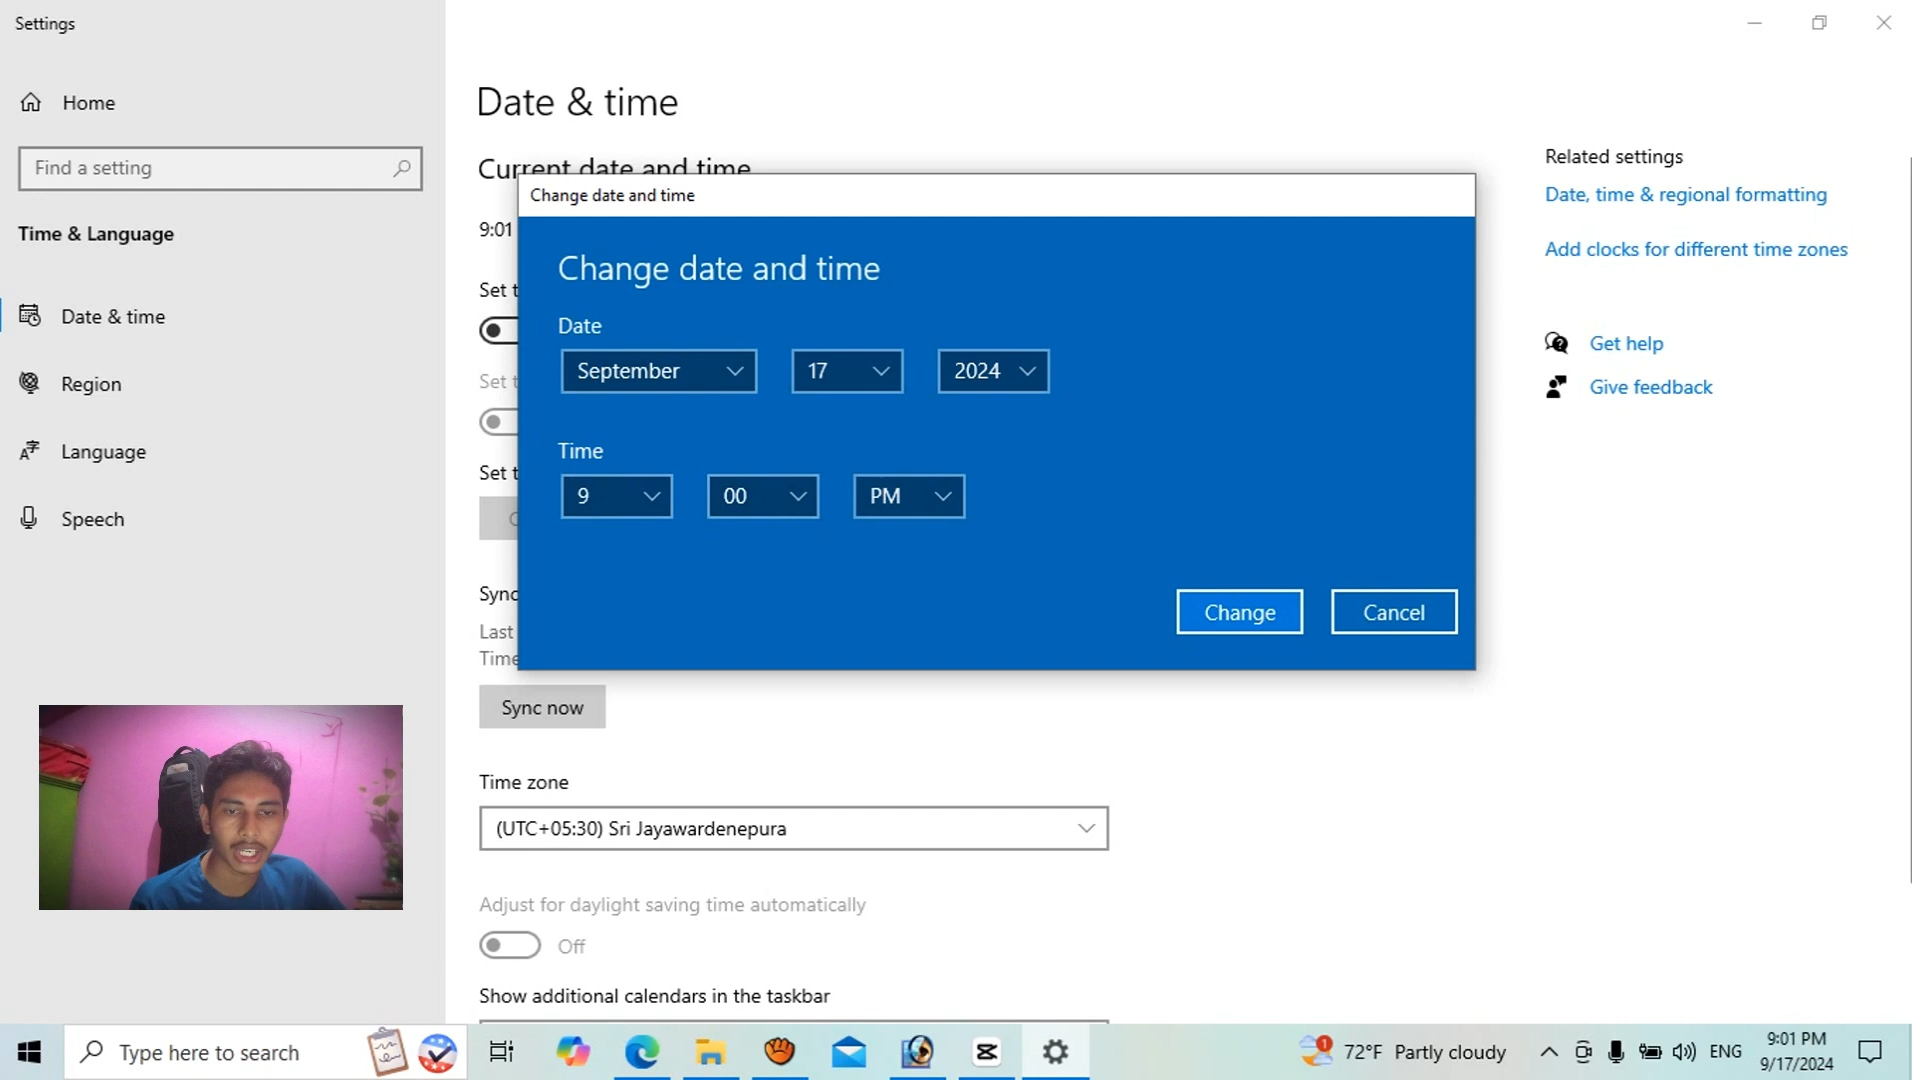 Settings
Home
Find a setting
Time & Language
Date & time
Region
Language
Speech
Date & time
Current date and time
9:01
Set t
Set t
Set t
C
Sync
Last
Time
Sync now
Time zone
(UTC+05:30) Sri Jayawardenepura
Adjust for daylight saving time automatically
Off
Show additional calendars in the taskbar
Change date and time
Change date and time
Date
September 17 2024
Time
9 00 PM
Change Cancel
Related settings
Date, time & regional formatting
Add clocks for different time zones
Get help
Give feedback
Type here to search
1
72°F Partly cloudy
ENG
9:01 PM
9/17/2024